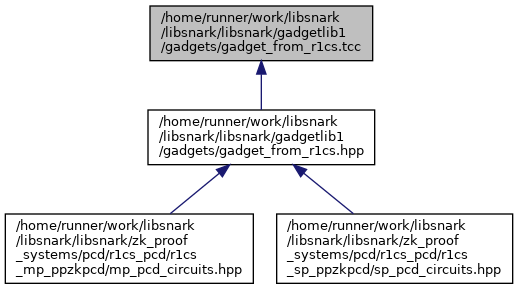 /home/runner/work/libsnark
/libsnark/libsnark/gadgetlib1
/gadgets/gadget_from_r1cs.tcc
/home/runner/work/libsnark
/libsnark/libsnark/gadgetlib1
/gadgets/gadget_from_r1cs.hpp
/home/runner/work/libsnark
/libsnark/libsnark/zk_proof
_systems/pcd/r1cs_pcd/r1cs
_mp_ppzkpcd/mp_pcd_circuits.hpp
/home/runner/work/libsnark
/libsnark/libsnark/zk_proof
_systems/pcd/r1cs_pcd/r1cs
_sp_ppzkpcd/sp_pcd_circuits.hpp